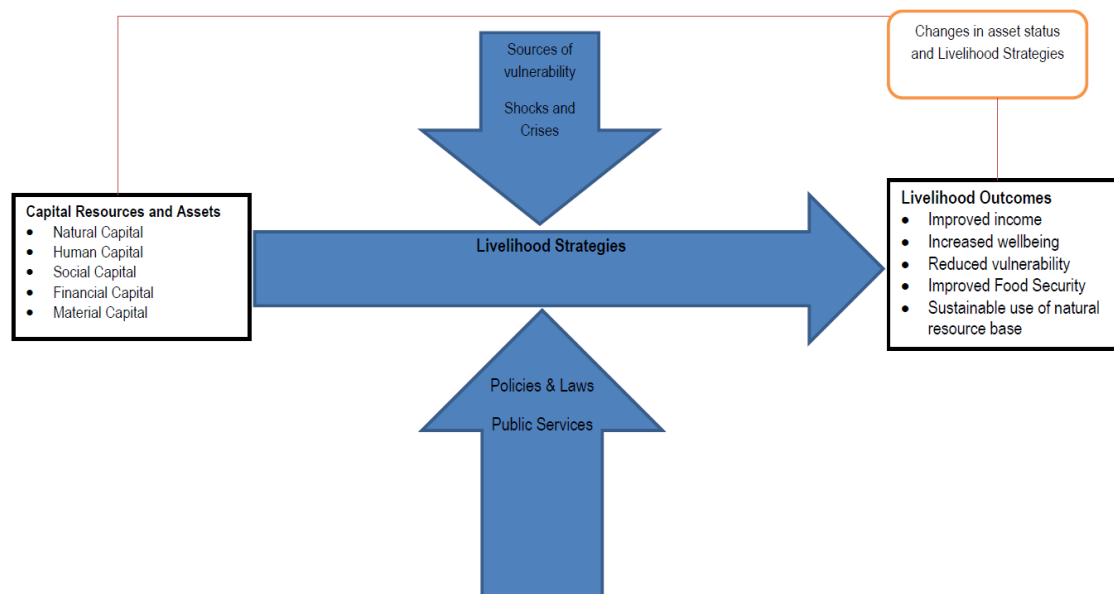 Changes in asset status
and Livelihood Strategies
Sources of
vulnerability
Shocks and
Crises
Capital Resources and Assets
• Natural Capital
• Human Capital
• Social Capital
• Financial Capital
• Material Capital
Livelihood Strategies
Livelihood Outcomes
• Improved income
• Increased wellbeing
• Reduced vulnerability
• Improved Food Security
• Sustainable use of natural
resource base
Policies & Laws
Public Services